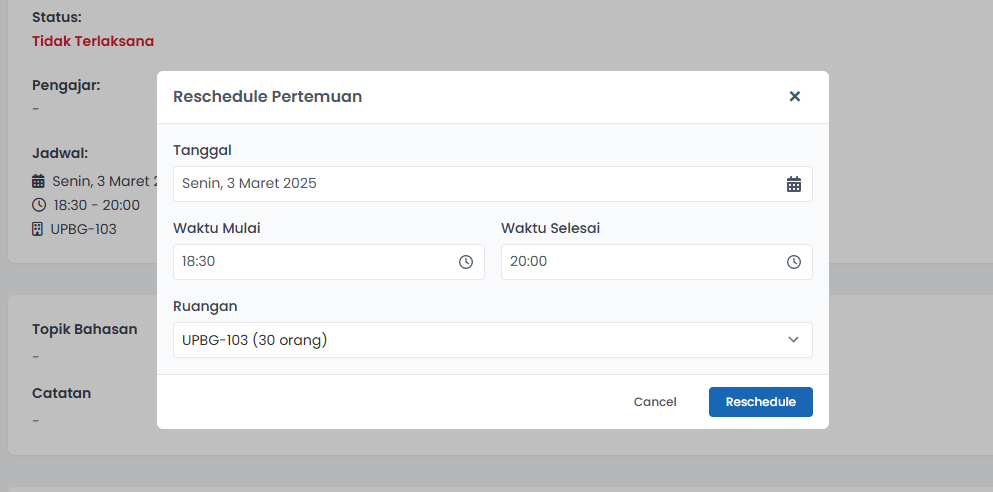 Status:
Tidak Terlaksana
Pengajar:
-
Jadwal:
Senin, 3 Maret 2
18:30 - 20:00
UPBG-103
Topik Bahasan
-
Catatan
-
Reschedule Pertemuan
Tanggal
Senin, 3 Maret 2025
Waktu Mulai
Waktu Selesai
18:30
20:00
Ruangan
UPBG-103 (30 orang)
Cancel
Reschedule